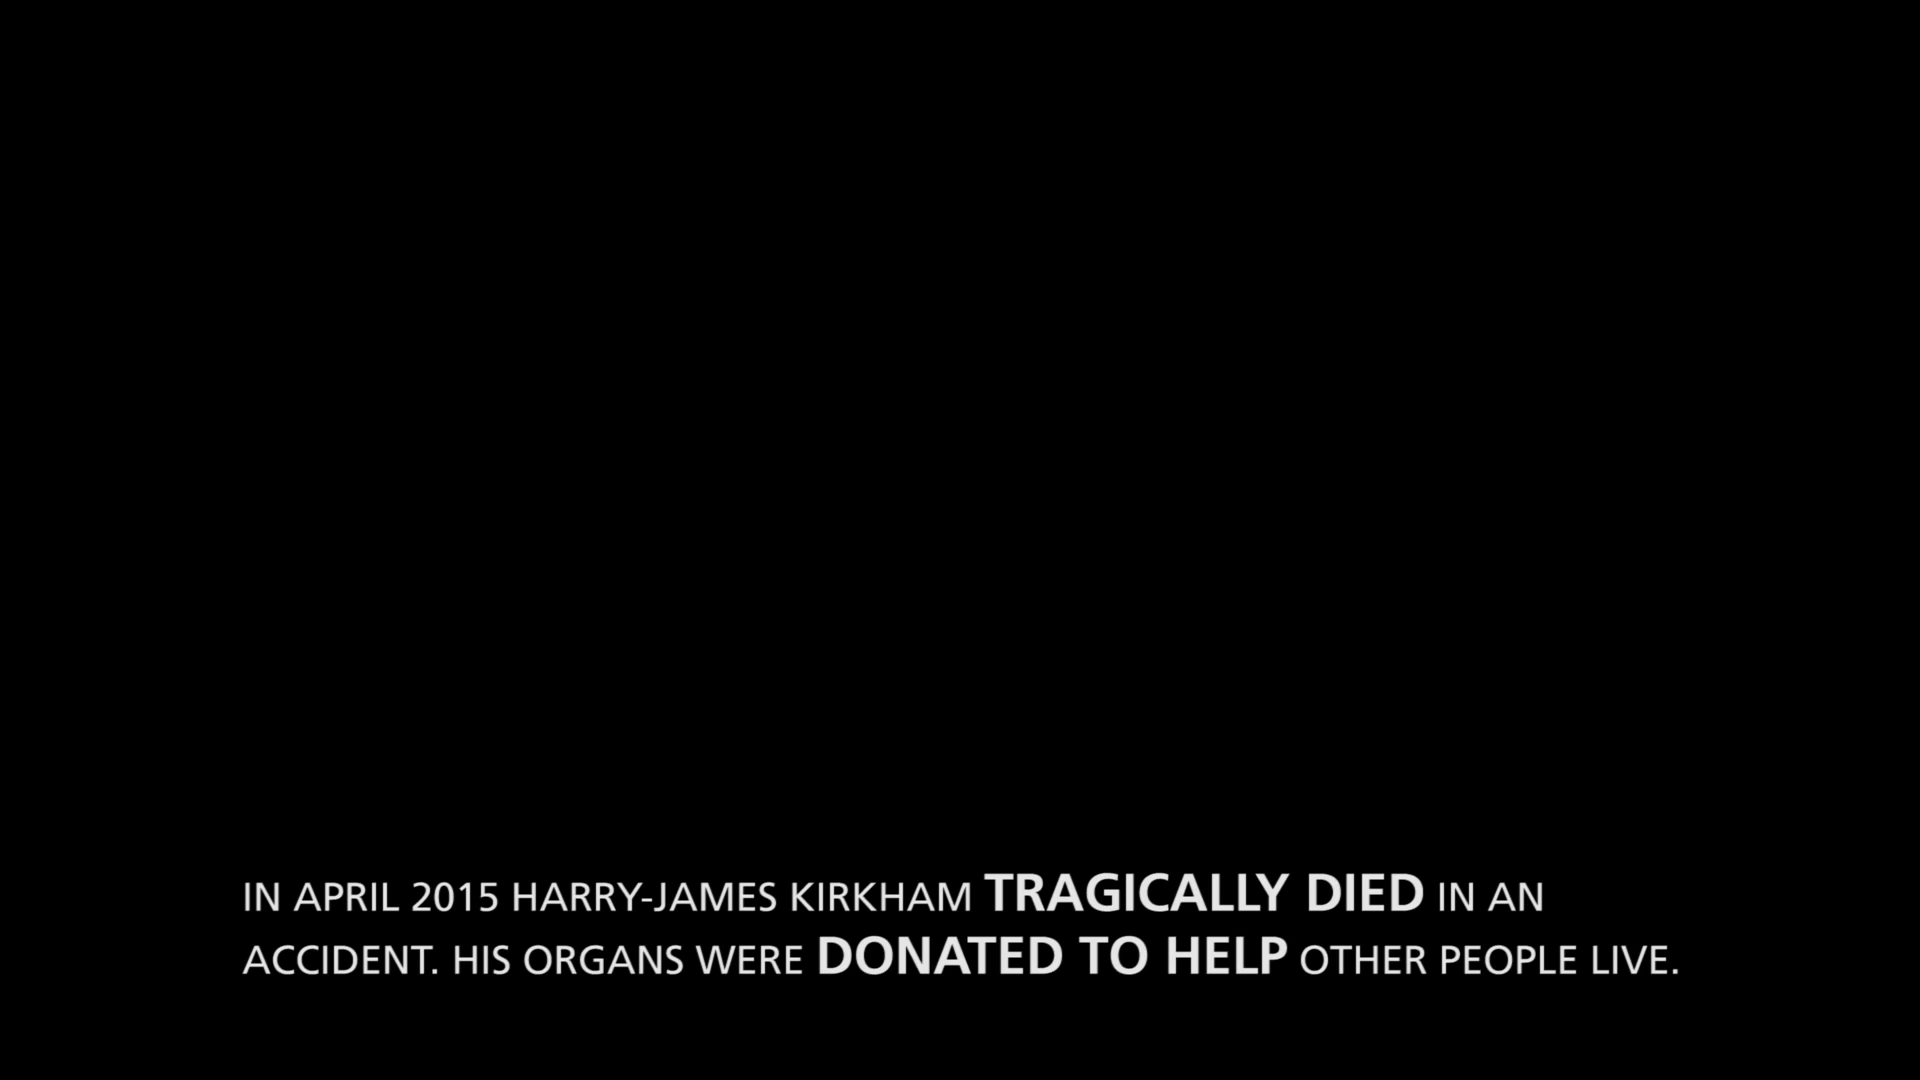 IN APRIL 2015 HARRY-JAMES KIRKHAM TRAGICALLY DIED IN AN
ACCIDENT. HIS ORGANS WERE DONATED TO HELP OTHER PEOPLE LIVE.